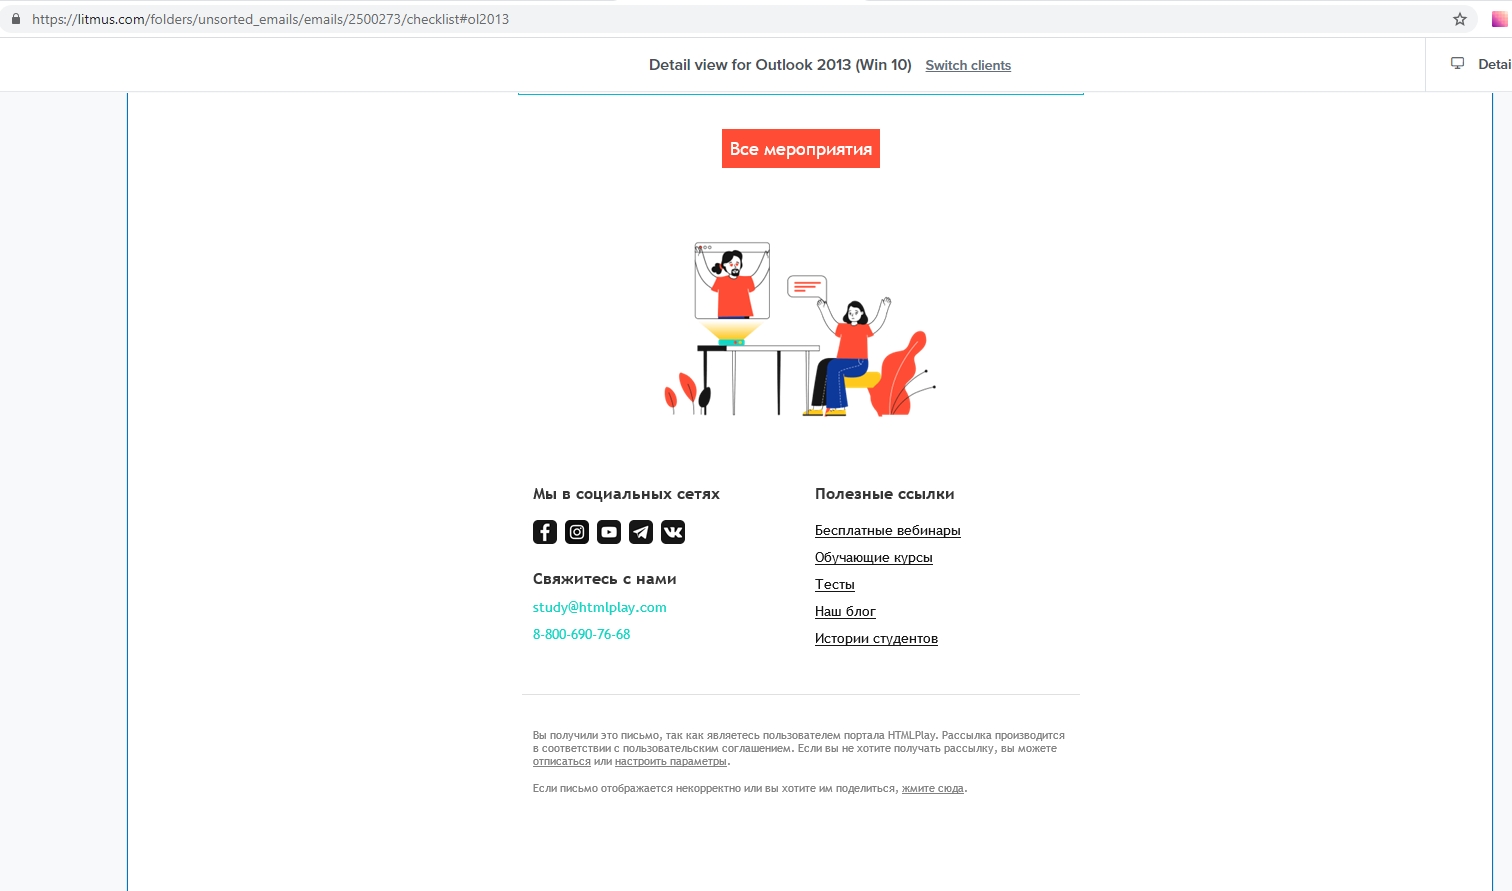 https://litmus.com/folders/unsorted_emails/emails/2500273/checklist#ol2013
Detail view for Outlook 2013 (Win 10) Switch clients
Detai
Все мероприятия
Мы в социальных сетях
Свяжитесь с нами
study@htmlplay.com
8-800-690-76-68
Полезные ссылки
Бесплатные вебинары
Обучающие курсы
Тесты
Наш блог
Истории студентов
Вы получили это письмо, так как являетесь пользователем портала HTMLPlay. Рассылка производится
в соответствии с пользовательским соглашением. Если вы не хотите получать рассылку, вы можете
отписаться или настроить параметры.
Если письмо отображается некорректно или вы хотите им поделиться, жмите сюда.